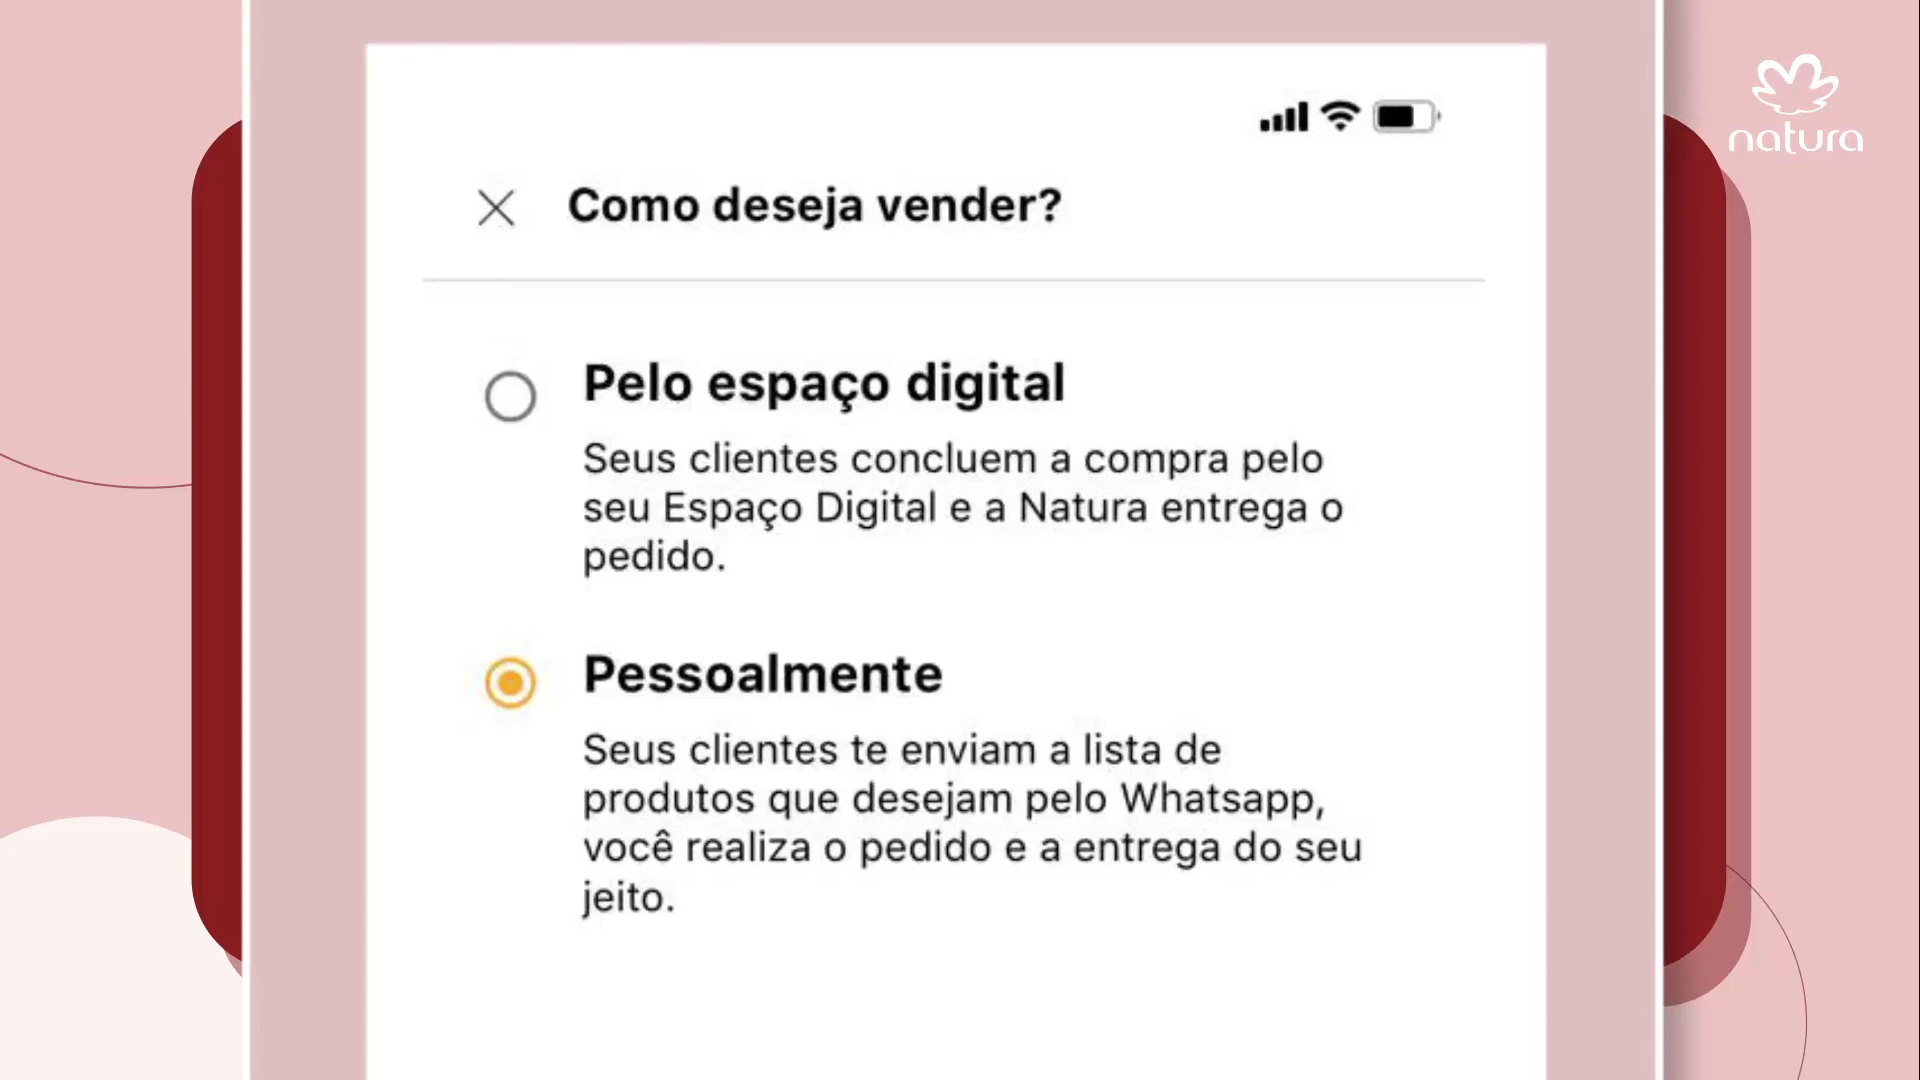 natura
Como deseja vender?
Pelo espaço digital
Seus clientes concluem a compra pelo
seu Espaço Digital e a Natura entrega o
pedido.
Pessoalmente
Seus clientes te enviam a lista de
produtos que desejam pelo Whatsapp,
você realiza o pedido e a entrega do seu
jeito.